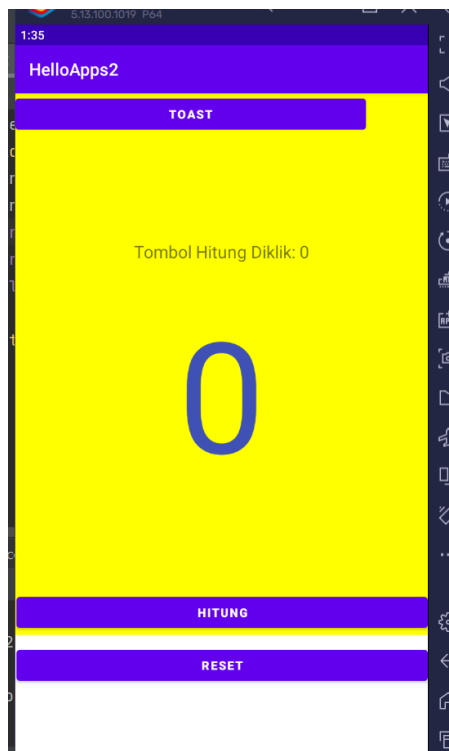 5.13.100.1019 P64
1:35
HelloApps2
TOAST
Tombol Hitung Diklik: 0
0
HITUNG
RESET